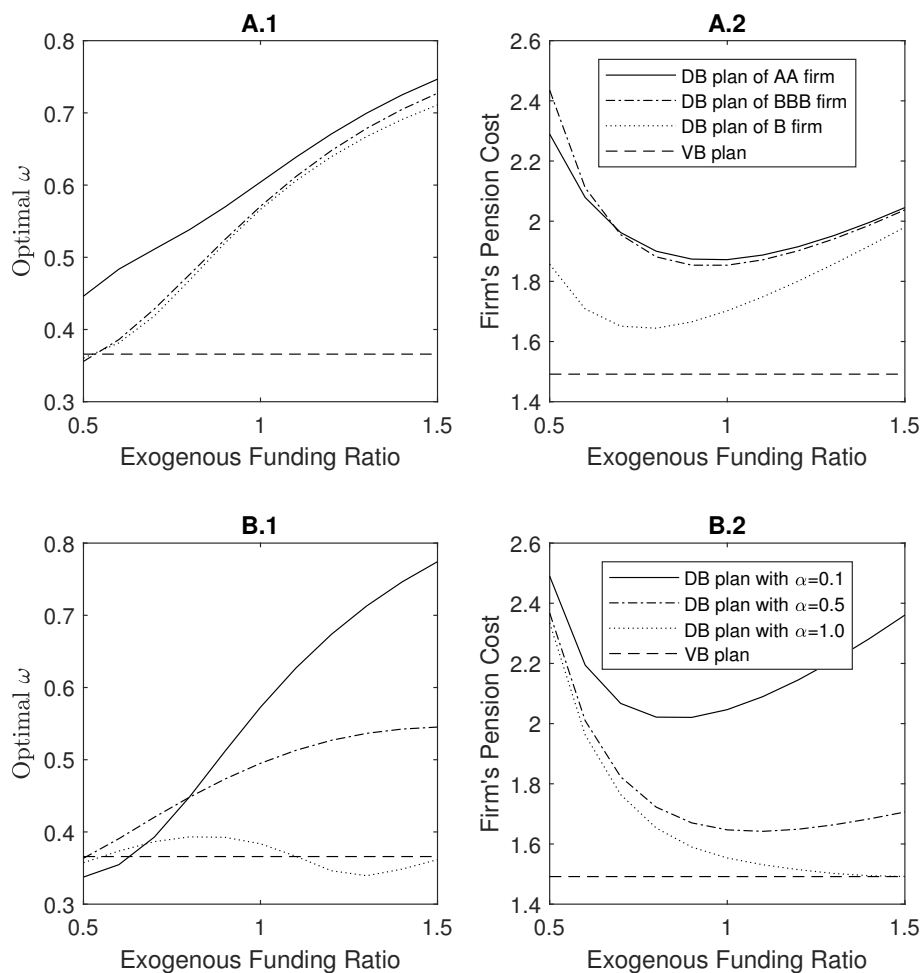 A.1
0.8
0.7
0.6
0.5
0.4
0.3
Optimal ω
0.5
1
1.5
Exogenous Funding Ratio
A.2
2.6
2.4
2.2
2
1.8
1.6
1.4
Firm's Pension Cost
DB plan of AA firm
DB plan of BBB firm
DB plan of B firm
VB plan
0.5
1
1.5
Exogenous Funding Ratio
B.1
0.8
0.7
0.6
0.5
0.4
0.3
Optimal ω
0.5
1
1.5
Exogenous Funding Ratio
B.2
2.6
2.4
2.2
2
1.8
1.6
1.4
Firm's Pension Cost
DB plan with α=0.1
DB plan with α=0.5
DB plan with α=1.0
VB plan
0.5
1
1.5
Exogenous Funding Ratio